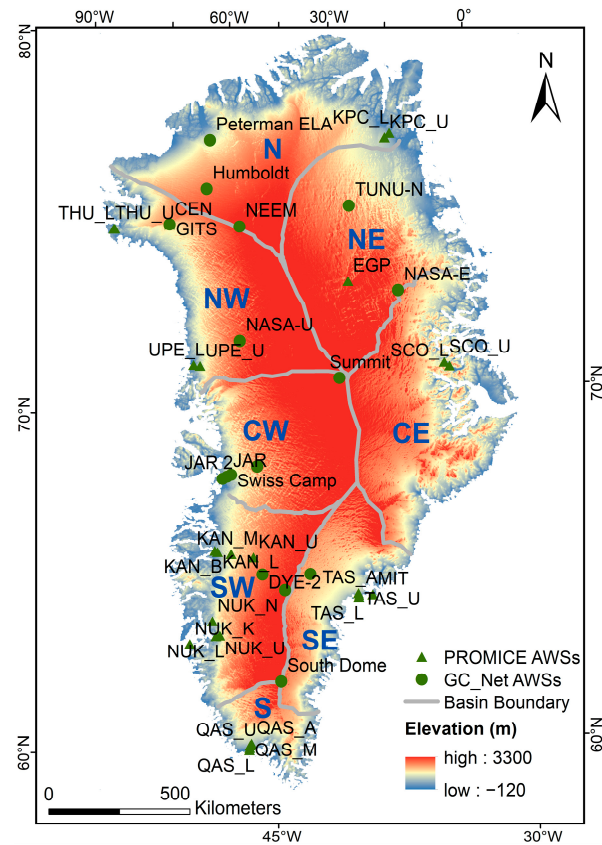 90°W 60°W 30°W 0°
80°N
N
Peterman ELA
KPC_L KPC_U
N
Humboldt
TUNU-N
THU_L THU_U CEN
NEEM
GITS
NE
EGP
NASA-E
NW
NASA-U
UPE_L UPE_U
SCO_L SCO_U
Summit
70°N
70°N
CW
CE
JAR 2 JAR
Swiss Camp
KAN_M KAN_U
KAN_B KAN_L
SW
DYE-2
TAS_A MIT
NUK_N
TAS_L TAS_U
NUK_K
SE
NUK_L NUK_U
South Dome
PROMICE AWSs
GC_Net AWSs
S
Basin Boundary
QAS_U QAS_A
Elevation (m)
QAS_M
60°N
60°N
QAS_L
high : 3300
low : −120
0 500
Kilometers
45°W 30°W